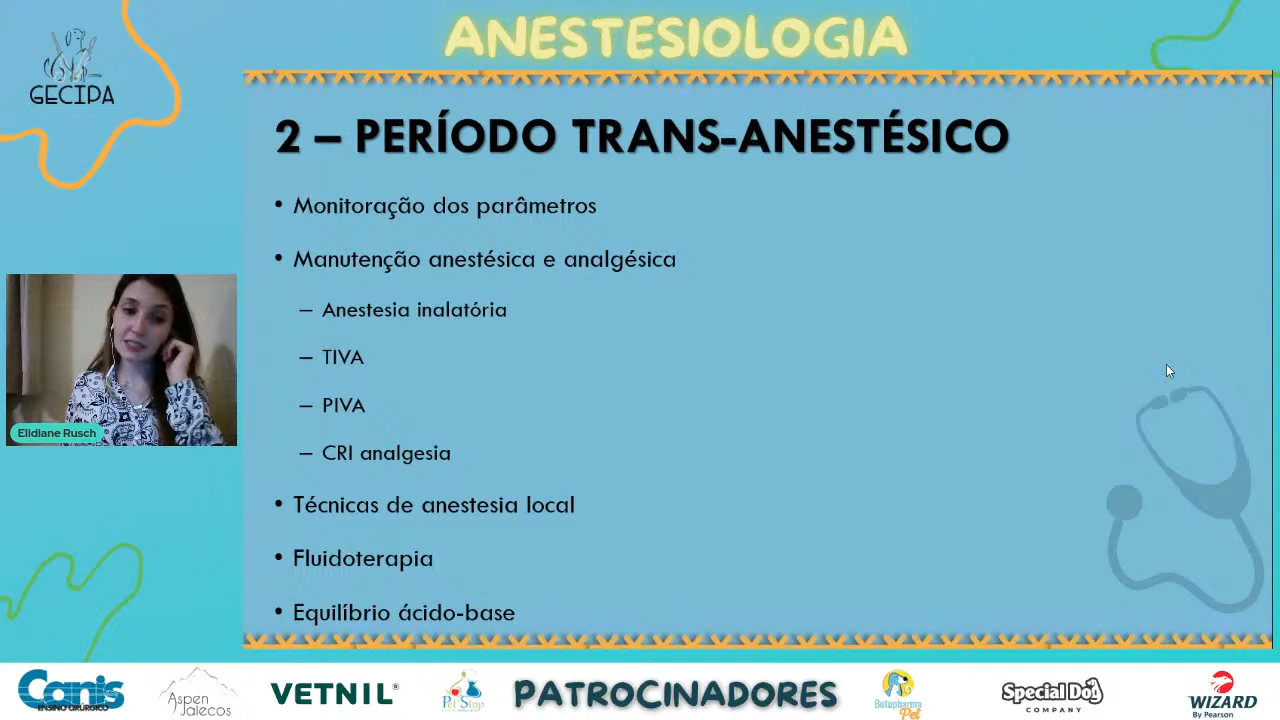 ANESTESIOLOGIA
GECIPA
2 – PERÍODO TRANS-ANESTÉSICO
• Monitoração dos parâmetros
• Manutenção anestésica e analgésica
– Anestesia inalatória
– TIVA
– PIVA
– CRI analgesia
• Técnicas de anestesia local
• Fluidoterapia
• Equilíbrio ácido-base
Elidiane Rusch
Canis
ENSINO CIRÚRGICO
Aspen
Jalecos
VETNIL®
Pet Stop
PATROCINADORES
Botupharma
Pet
Special Dog
COMPANY
WIZARD
By Pearson